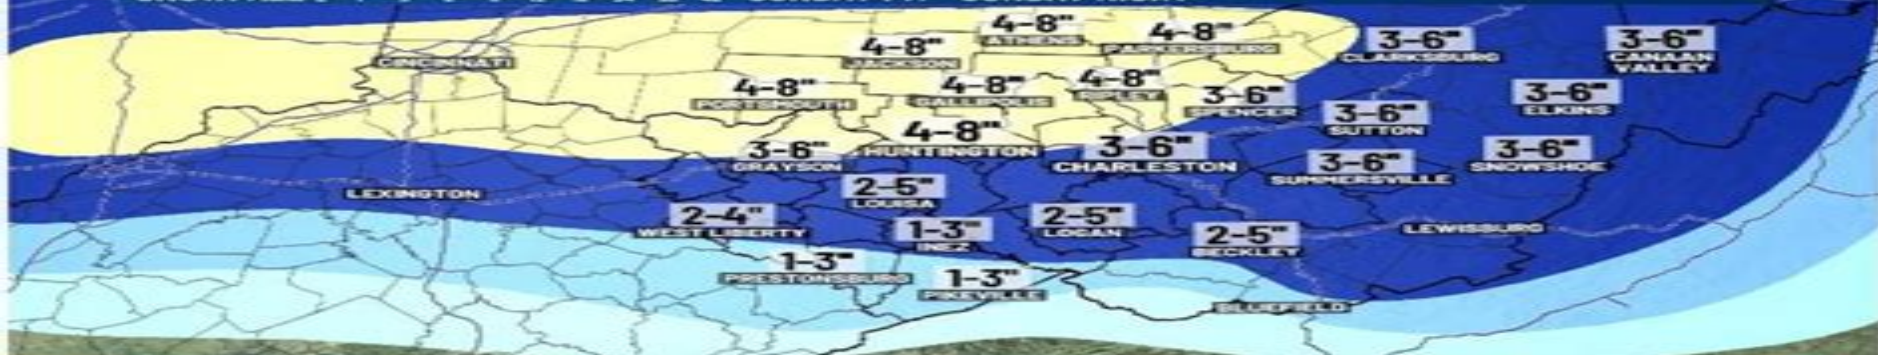 4-8"
ATHENS
4-8"
PARKERSBURG
4-8"
JACKSON
3-6"
CLARKSBURG
3-6"
CANAAN
VALLEY
CINCINNATI
4-8"
PORTSMOUTH
4-8"
GALLIPOLIS
4-8"
RIPLEY
3-6"
SPENCER
3-6"
ELKINS
3-6"
SUTTON
4-8"
HUNTINGTON
3-6"
GRAYSON
3-6"
CHARLESTON
3-6"
SUMMERSVILLE
3-6"
SNOWSHOE
LEXINGTON
2-5"
LOUISA
2-4"
WEST LIBERTY
1-3"
INEZ
2-5"
LOGAN
2-5"
BECKLEY
LEWISBURG
1-3"
PRESTONSBURG
1-3"
PIKEVILLE
BLUEFIELD